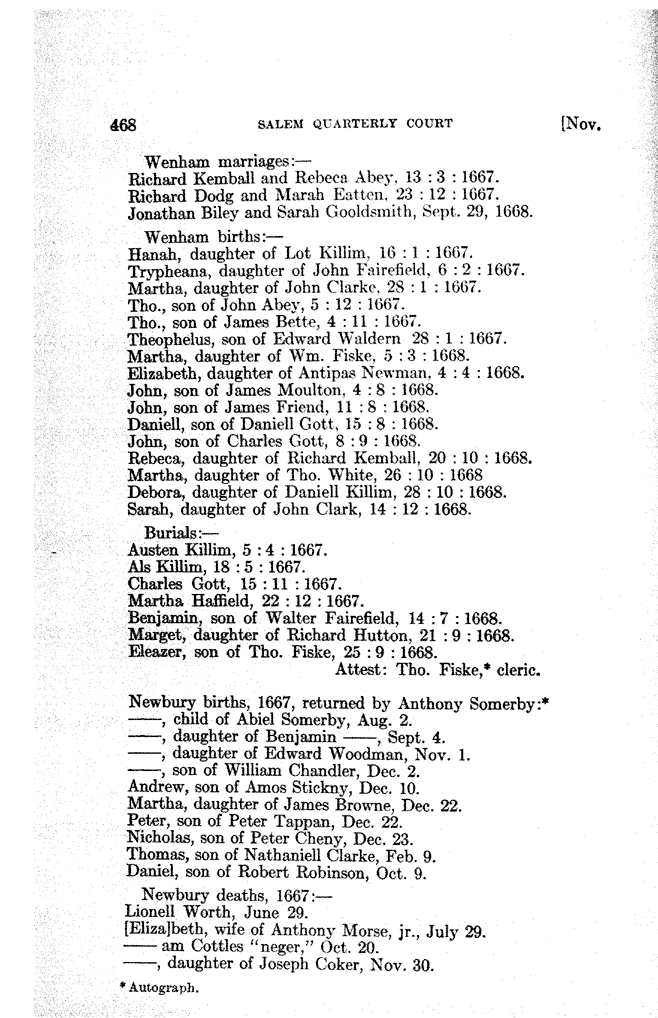 468 SALEM QUARTERLY COURT [Nov.
Wenham marriages:—
Richard Kemball and Rebeca Abey, 13 : 3 : 1667.
Richard Dodg and Marah Eatten, 23 : 12 : 1667.
Jonathan Biley and Sarah Gooldsmith, Sept. 29, 1668.
Wenham births:—
Hanah, daughter of Lot Killim, 16 : 1 : 1667.
Trypheana, daughter of John Fairefield, 6 : 2 : 1667.
Martha, daughter of John Clarke, 28 : 1 : 1667.
Tho., son of John Abey, 5 : 12 : 1667.
Tho., son of James Bette, 4 : 11 : 1667.
Theophelus, son of Edward Waldern 28 : 1 : 1667.
Martha, daughter of Wm. Fiske, 5 : 3 : 1668.
Elizabeth, daughter of Antipas Newman, 4 : 4 : 1668.
John, son of James Moulton, 4 : 8 : 1668.
John, son of James Friend, 11 : 8 : 1668.
Daniell, son of Daniell Gott, 15 : 8 : 1668.
John, son of Charles Gott, 8 : 9 : 1668.
Rebeca, daughter of Richard Kemball, 20 : 10 : 1668.
Martha, daughter of Tho. White, 26 : 10 : 1668
Debora, daughter of Daniell Killim, 28 : 10 : 1668.
Sarah, daughter of John Clark, 14 : 12 : 1668.
Burials:—
Austen Killim, 5 : 4 : 1667.
Als Killim, 18 : 5 : 1667.
Charles Gott, 15 : 11 : 1667.
Martha Haffield, 22 : 12 : 1667.
Benjamin, son of Walter Fairefield, 14 : 7 : 1668.
Marget, daughter of Richard Hutton, 21 : 9 : 1668.
Eleazer, son of Tho. Fiske, 25 : 9 : 1668.
Attest: Tho. Fiske,* cleric.
Newbury births, 1667, returned by Anthony Somerby:*
——, child of Abiel Somerby, Aug. 2.
——, daughter of Benjamin ——, Sept. 4.
——, daughter of Edward Woodman, Nov. 1.
——, son of William Chandler, Dec. 2.
Andrew, son of Amos Stickny, Dec. 10.
Martha, daughter of James Browne, Dec. 22.
Peter, son of Peter Tappan, Dec. 22.
Nicholas, son of Peter Cheny, Dec. 23.
Thomas, son of Nathaniell Clarke, Feb. 9.
Daniel, son of Robert Robinson, Oct. 9.
Newbury deaths, 1667:—
Lionell Worth, June 29.
[Eliza]beth, wife of Anthony Morse, jr., July 29.
—— am Cottles "neger," Oct. 20.
——, daughter of Joseph Coker, Nov. 30.
* Autograph.